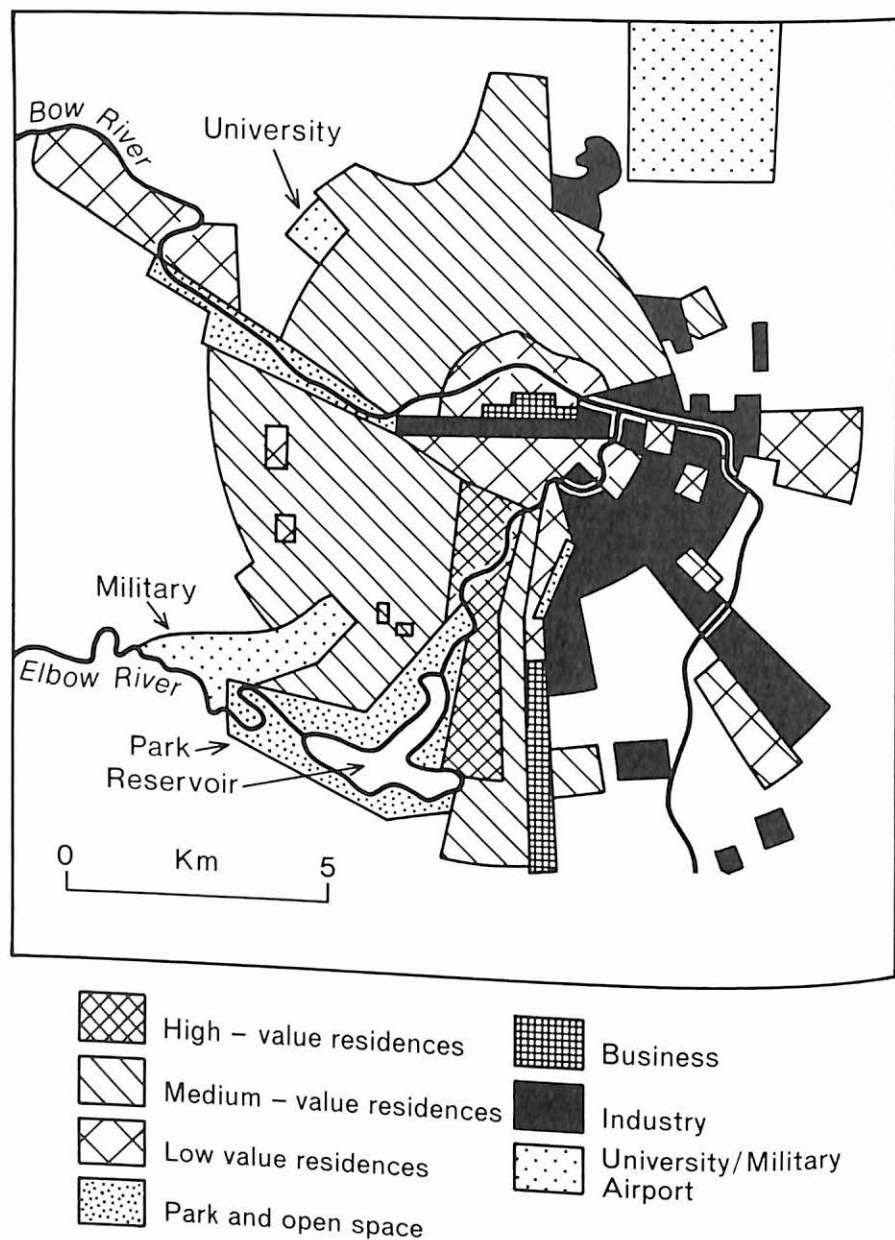 Bow River
University
Military
Elbow River
Park
Reservoir
0 Km 5
High – value residences
Medium – value residences
Low value residences
Park and open space
Business
Industry
University/Military
Airport